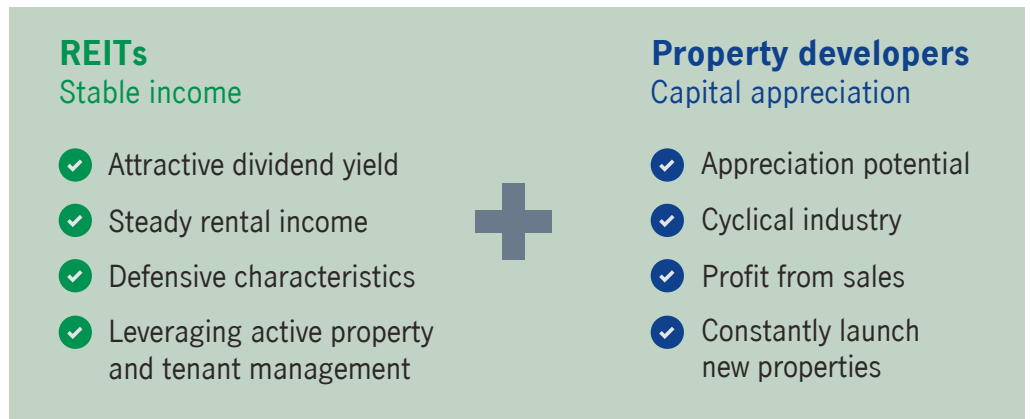 REITs
Stable income
Attractive dividend yield
Steady rental income
Defensive characteristics
Leveraging active property
and tenant management
Property developers
Capital appreciation
Appreciation potential
Cyclical industry
Profit from sales
Constantly launch
new properties